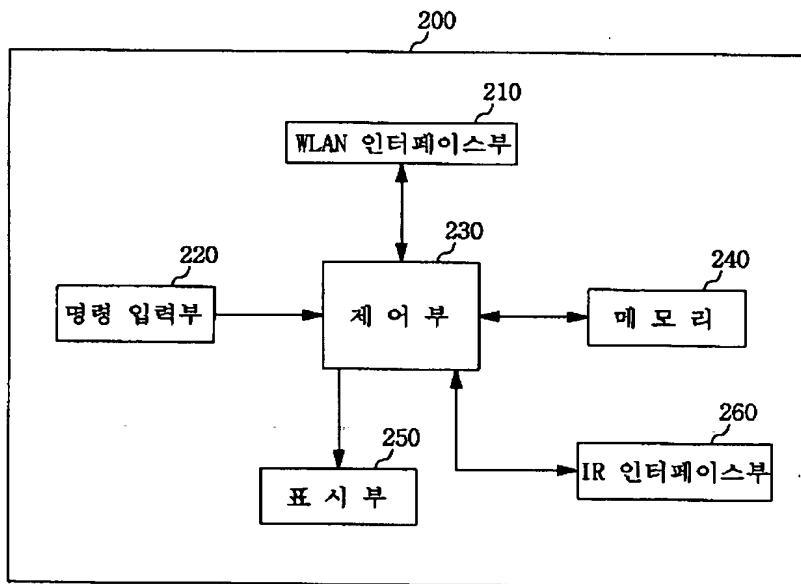 200
210
WLAN 인터페이스부
220
명령 입력부
230
제 어 부
240
메 모 리
250
표 시 부
260
IR 인터페이스부